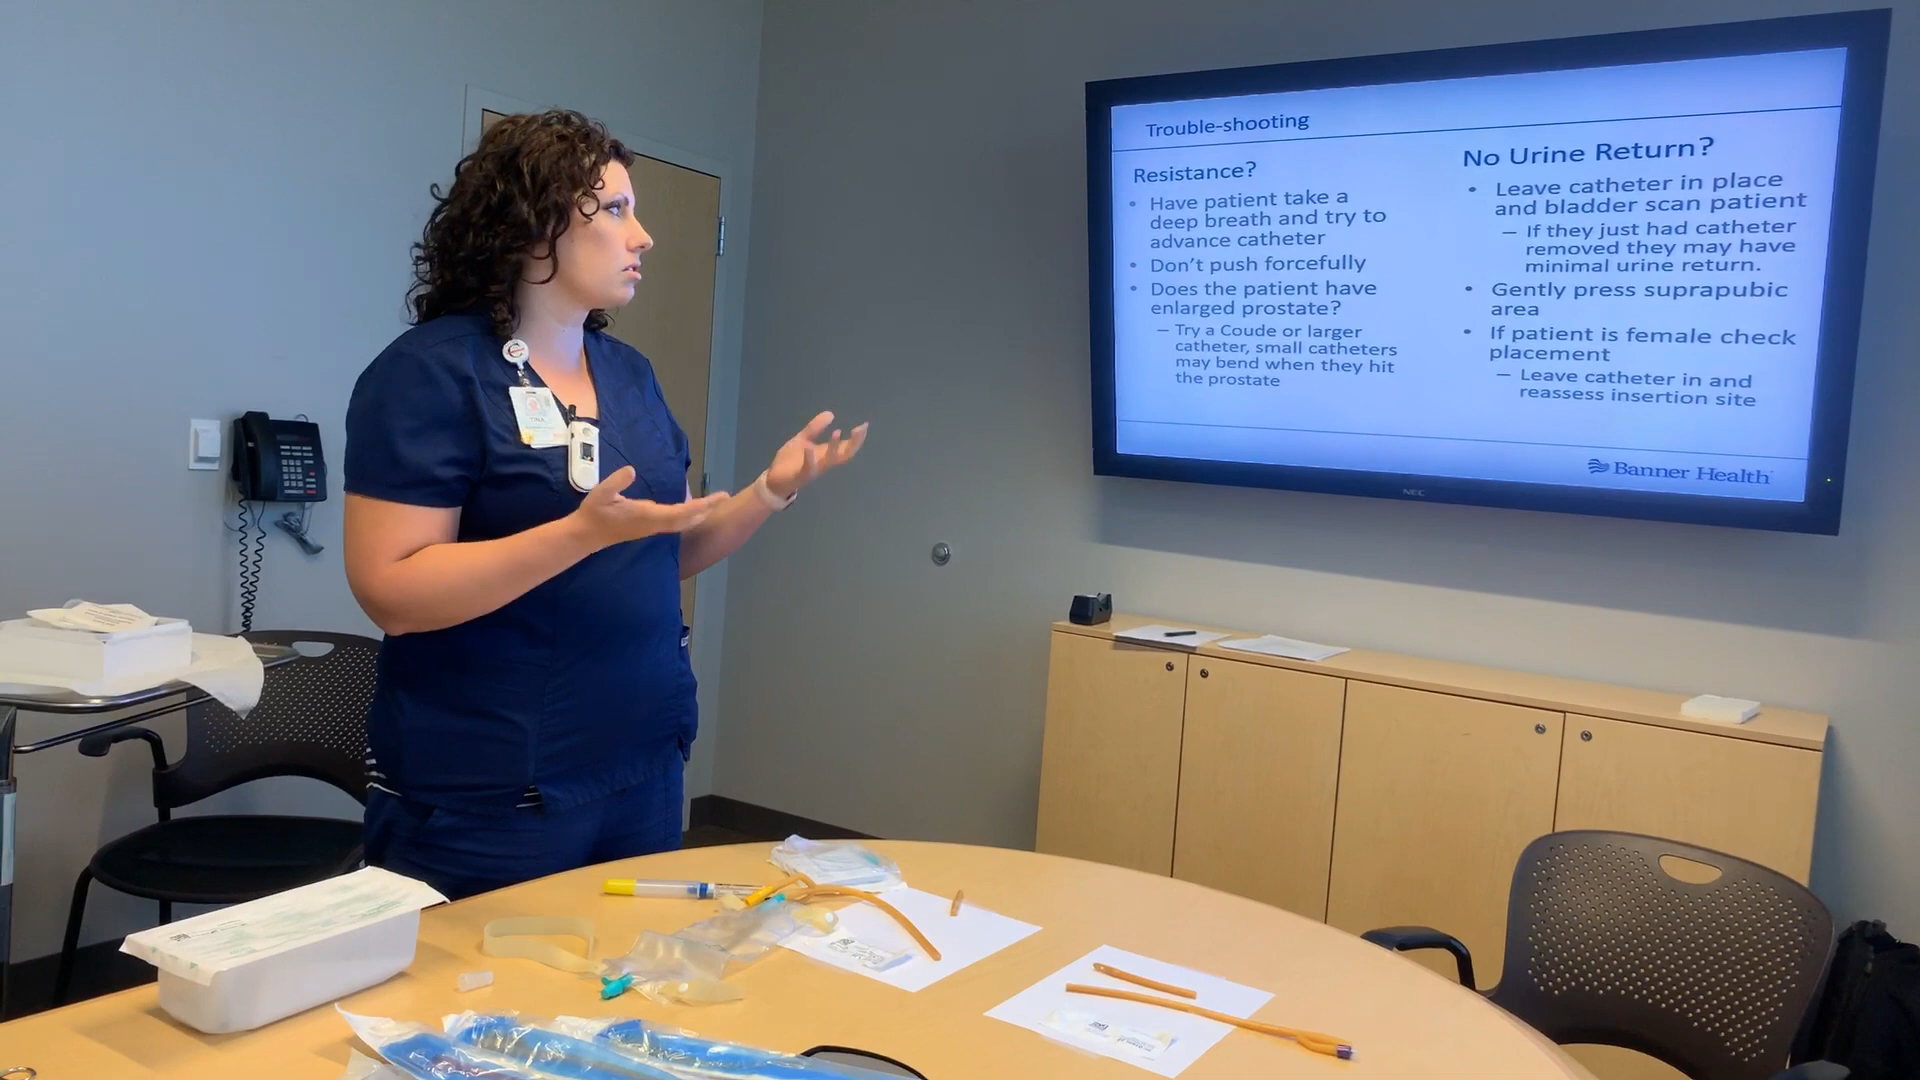 Trouble-shooting
Resistance?
• Have patient take a
deep breath and try to
advance catheter
• Don't push forcefully
• Does the patient have
enlarged prostate?
– Try a Coude or larger
catheter, small catheters
may bend when they hit
the prostate
No Urine Return?
• Leave catheter in place
and bladder scan patient
– If they just had catheter
removed they may have
minimal urine return.
• Gently press suprapubic
area
• If patient is female check
placement
– Leave catheter in and
reassess insertion site
Banner Health
NEC